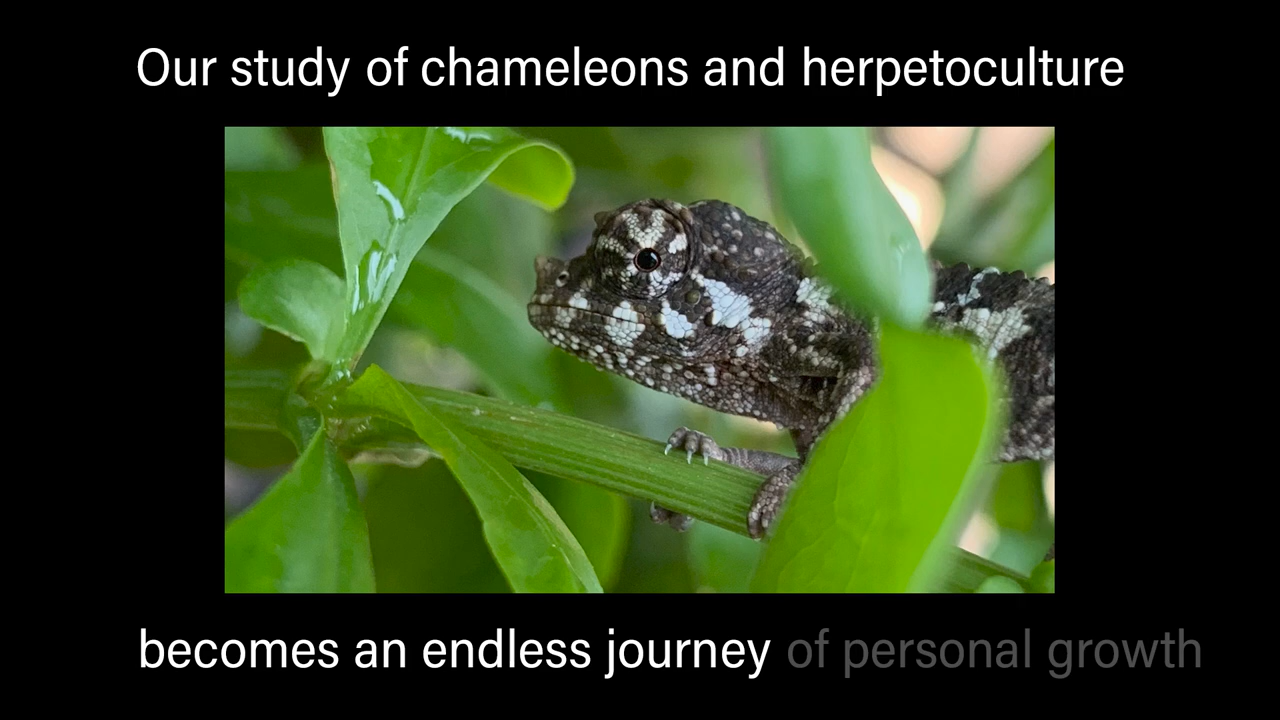 Our study of chameleons and herpetoculture
becomes an endless journey of personal growth